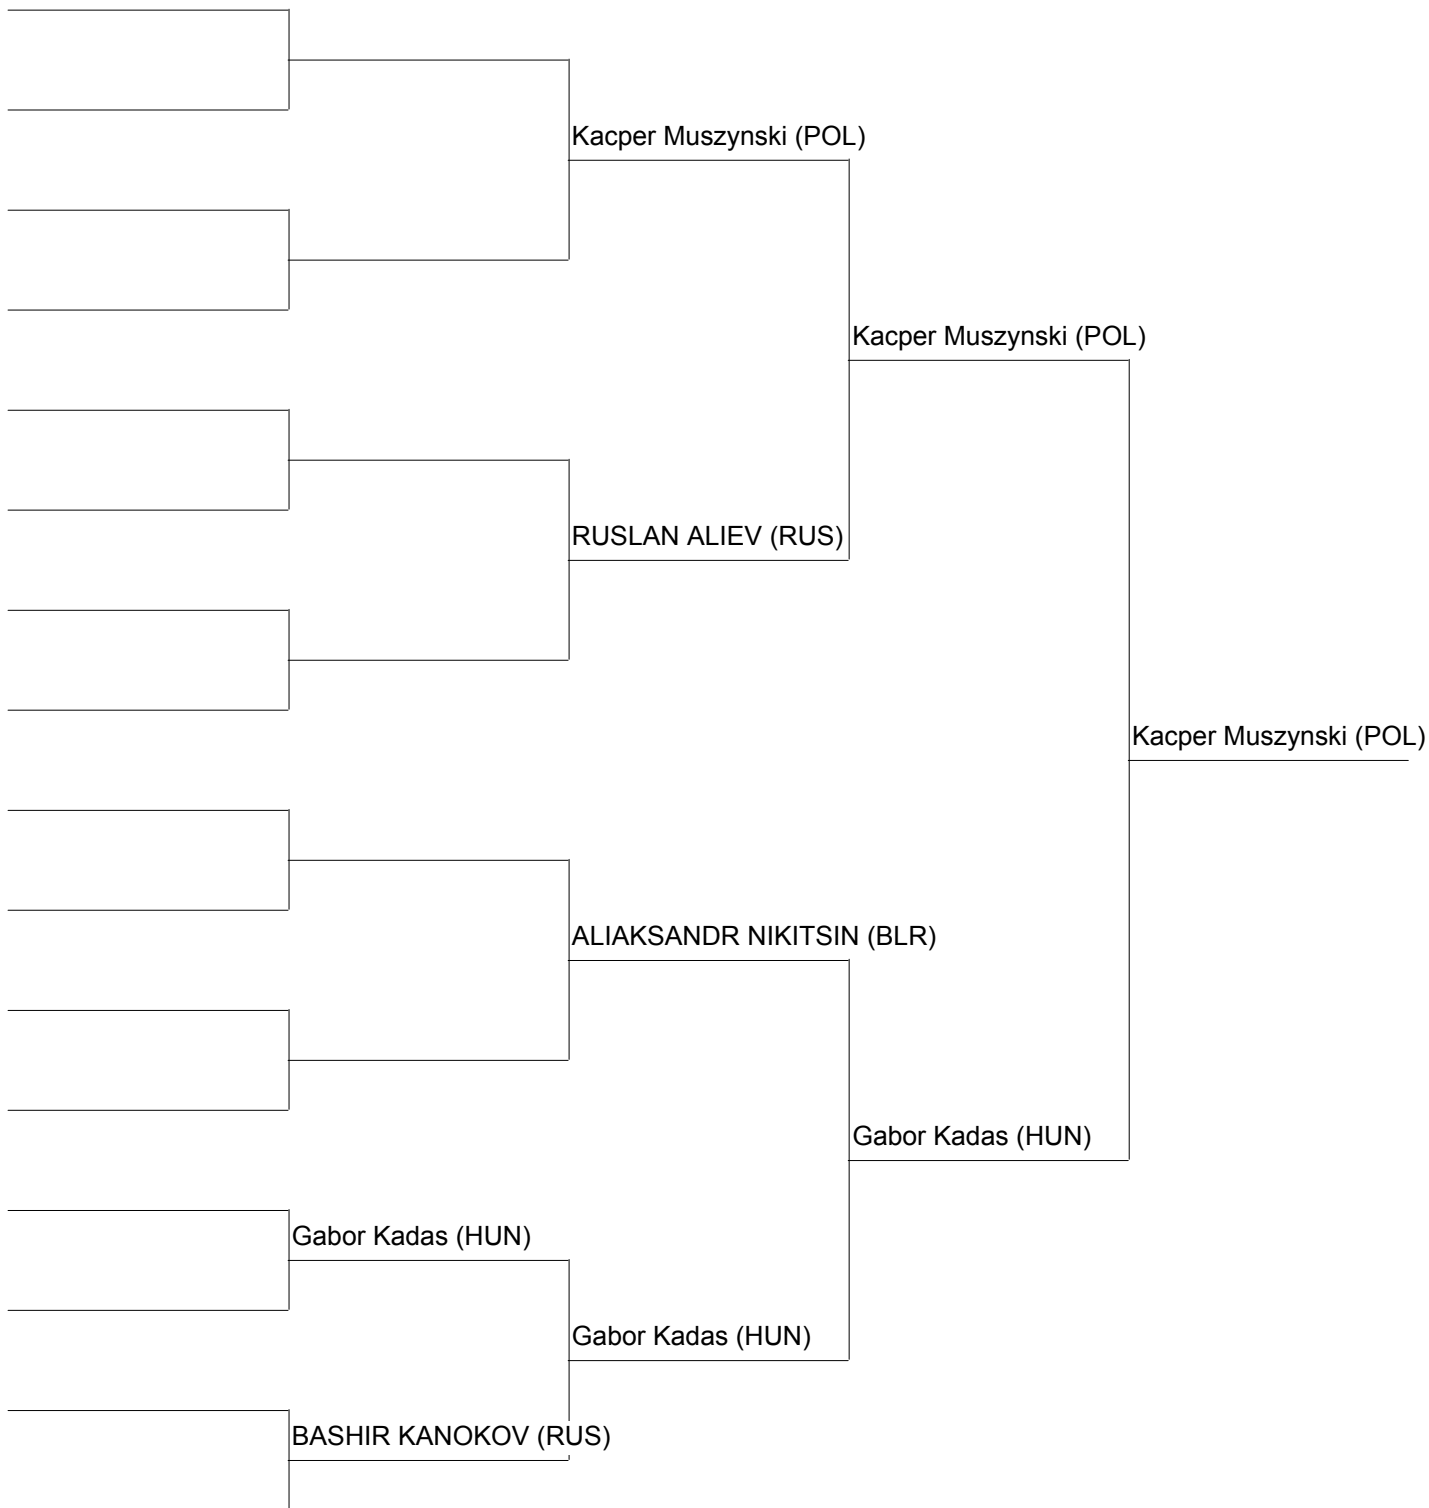 Kacper Muszynski (POL)
Kacper Muszynski (POL)
RUSLAN ALIEV (RUS)
Kacper Muszynski (POL)
ALIAKSANDR NIKITSIN (BLR)
Gabor Kadas (HUN)
Gabor Kadas (HUN)
Gabor Kadas (HUN)
BASHIR KANOKOV (RUS)